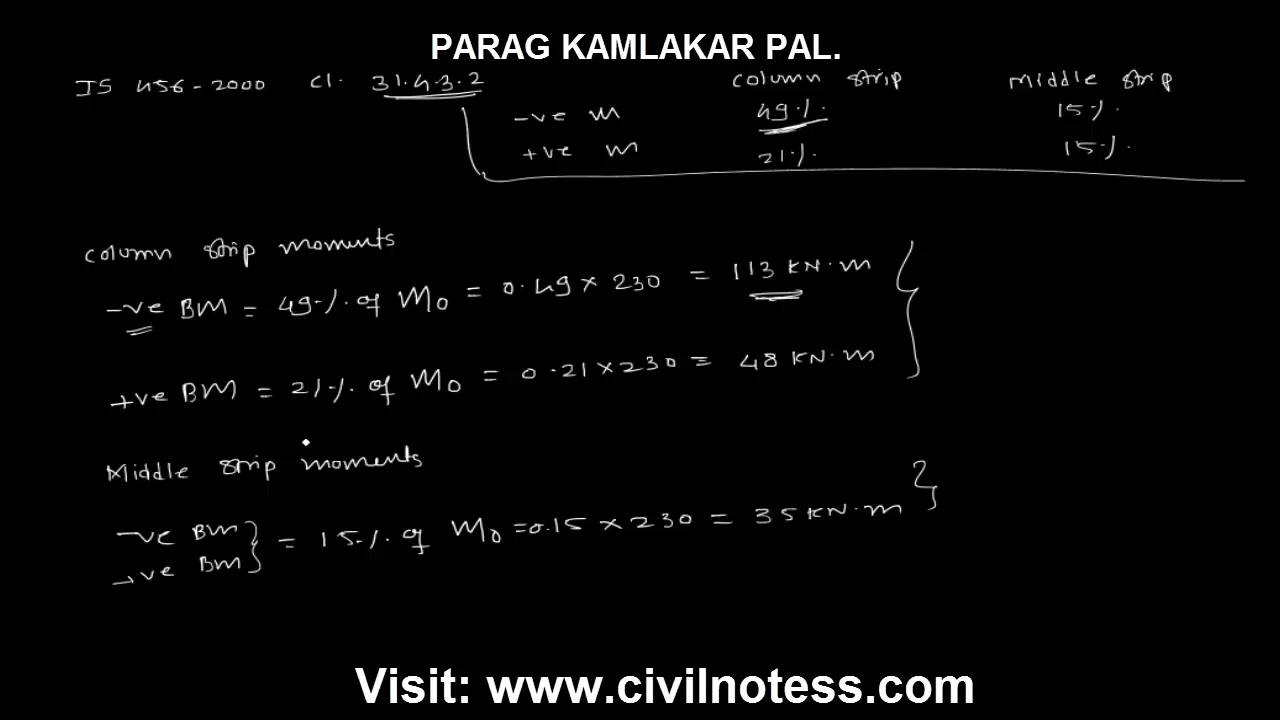 PARAG KAMLAKAR PAL.
IS 456-2000 cl. 31.4.3.2 column strip Middle strip
-ve M 49%. 15%.
+ve M 21%. 15%.
column strip moments
-ve BM = 49%. of Mo = 0.49 × 230 = 113 KN.m
+ve BM = 21%. of Mo = 0.21 × 230 = 48 KN.m
Middle strip moments
-ve BM
+ve BM } = 15%. of Mo = 0.15 × 230 = 35 KN.m
Visit: www.civilnotess.com